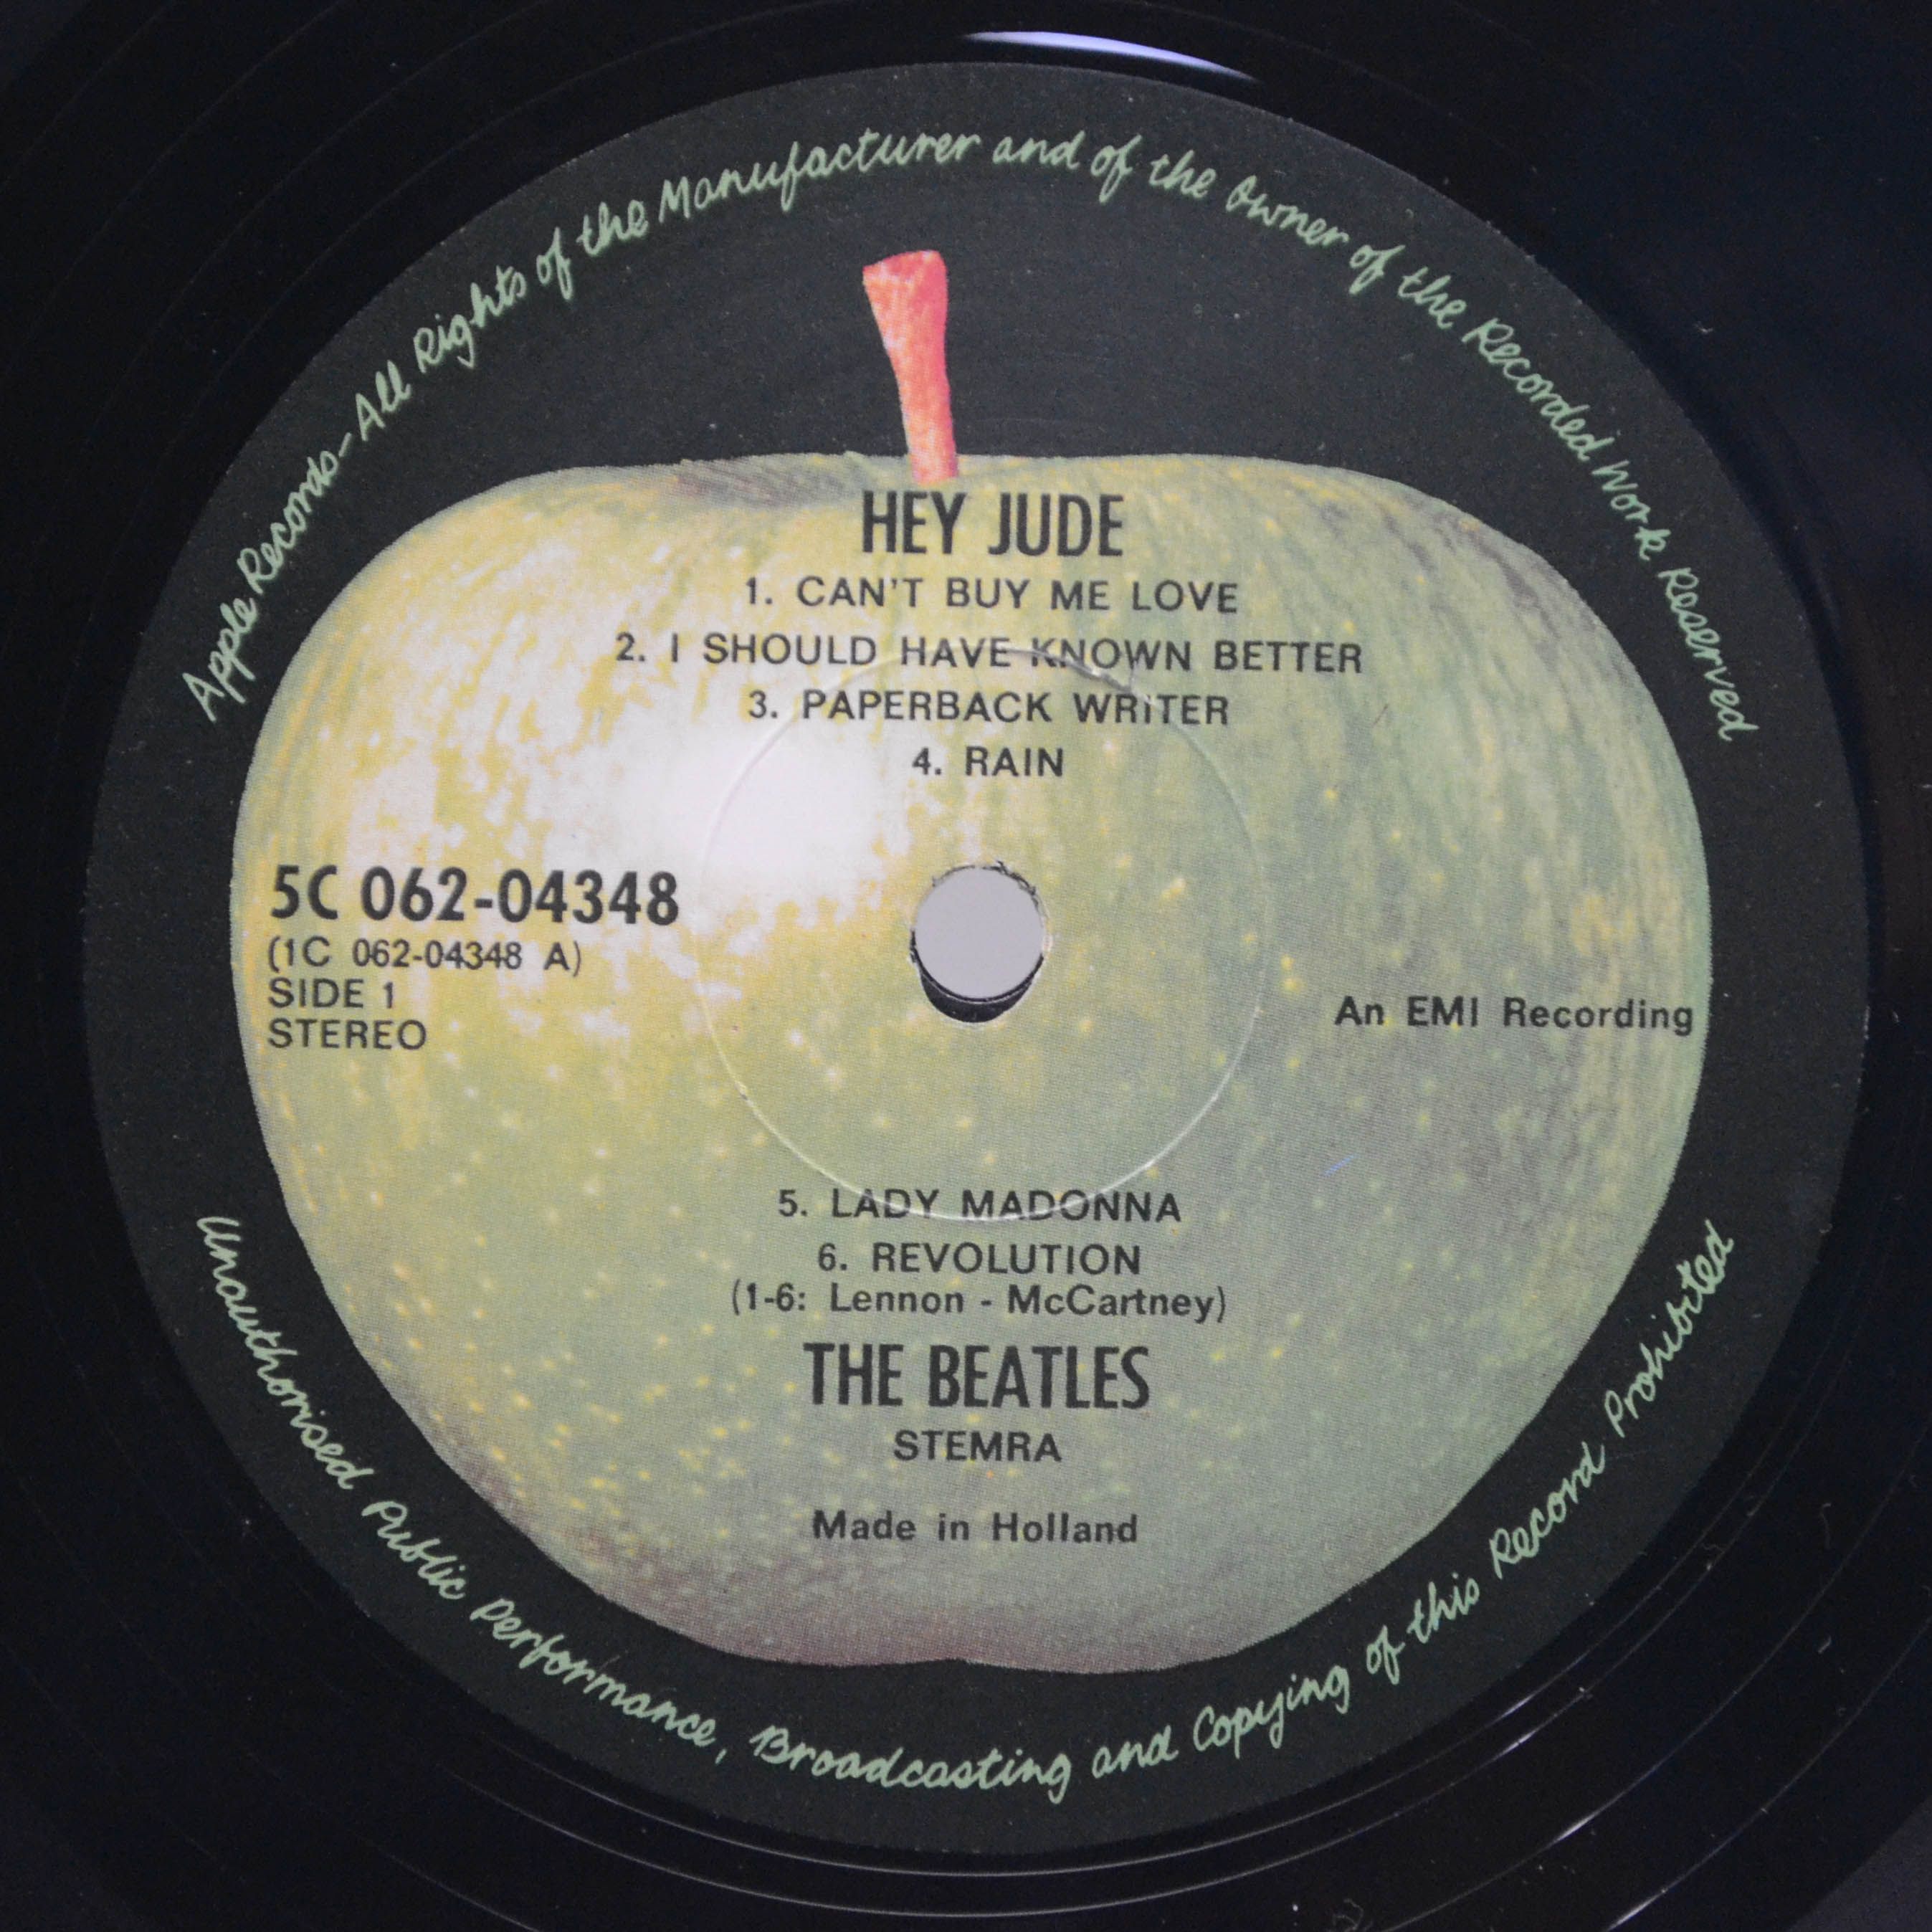 Apple Records-All Rights of the Manufacturer and of the Owner of the Recorded Work Reserved
HEY JUDE
1. CAN'T BUY ME LOVE
2. I SHOULD HAVE KNOWN BETTER
3. PAPERBACK WRITER
4. RAIN
5C 062-04348
(1C 062-04348 A)
SIDE 1
STEREO
An EMI Recording
5. LADY MADONNA
6. REVOLUTION
(1-6: Lennon - McCartney)
THE BEATLES
STEMRA
Made in Holland
Unauthorised Public Performance, Broadcasting and Copying of this Record Prohibited